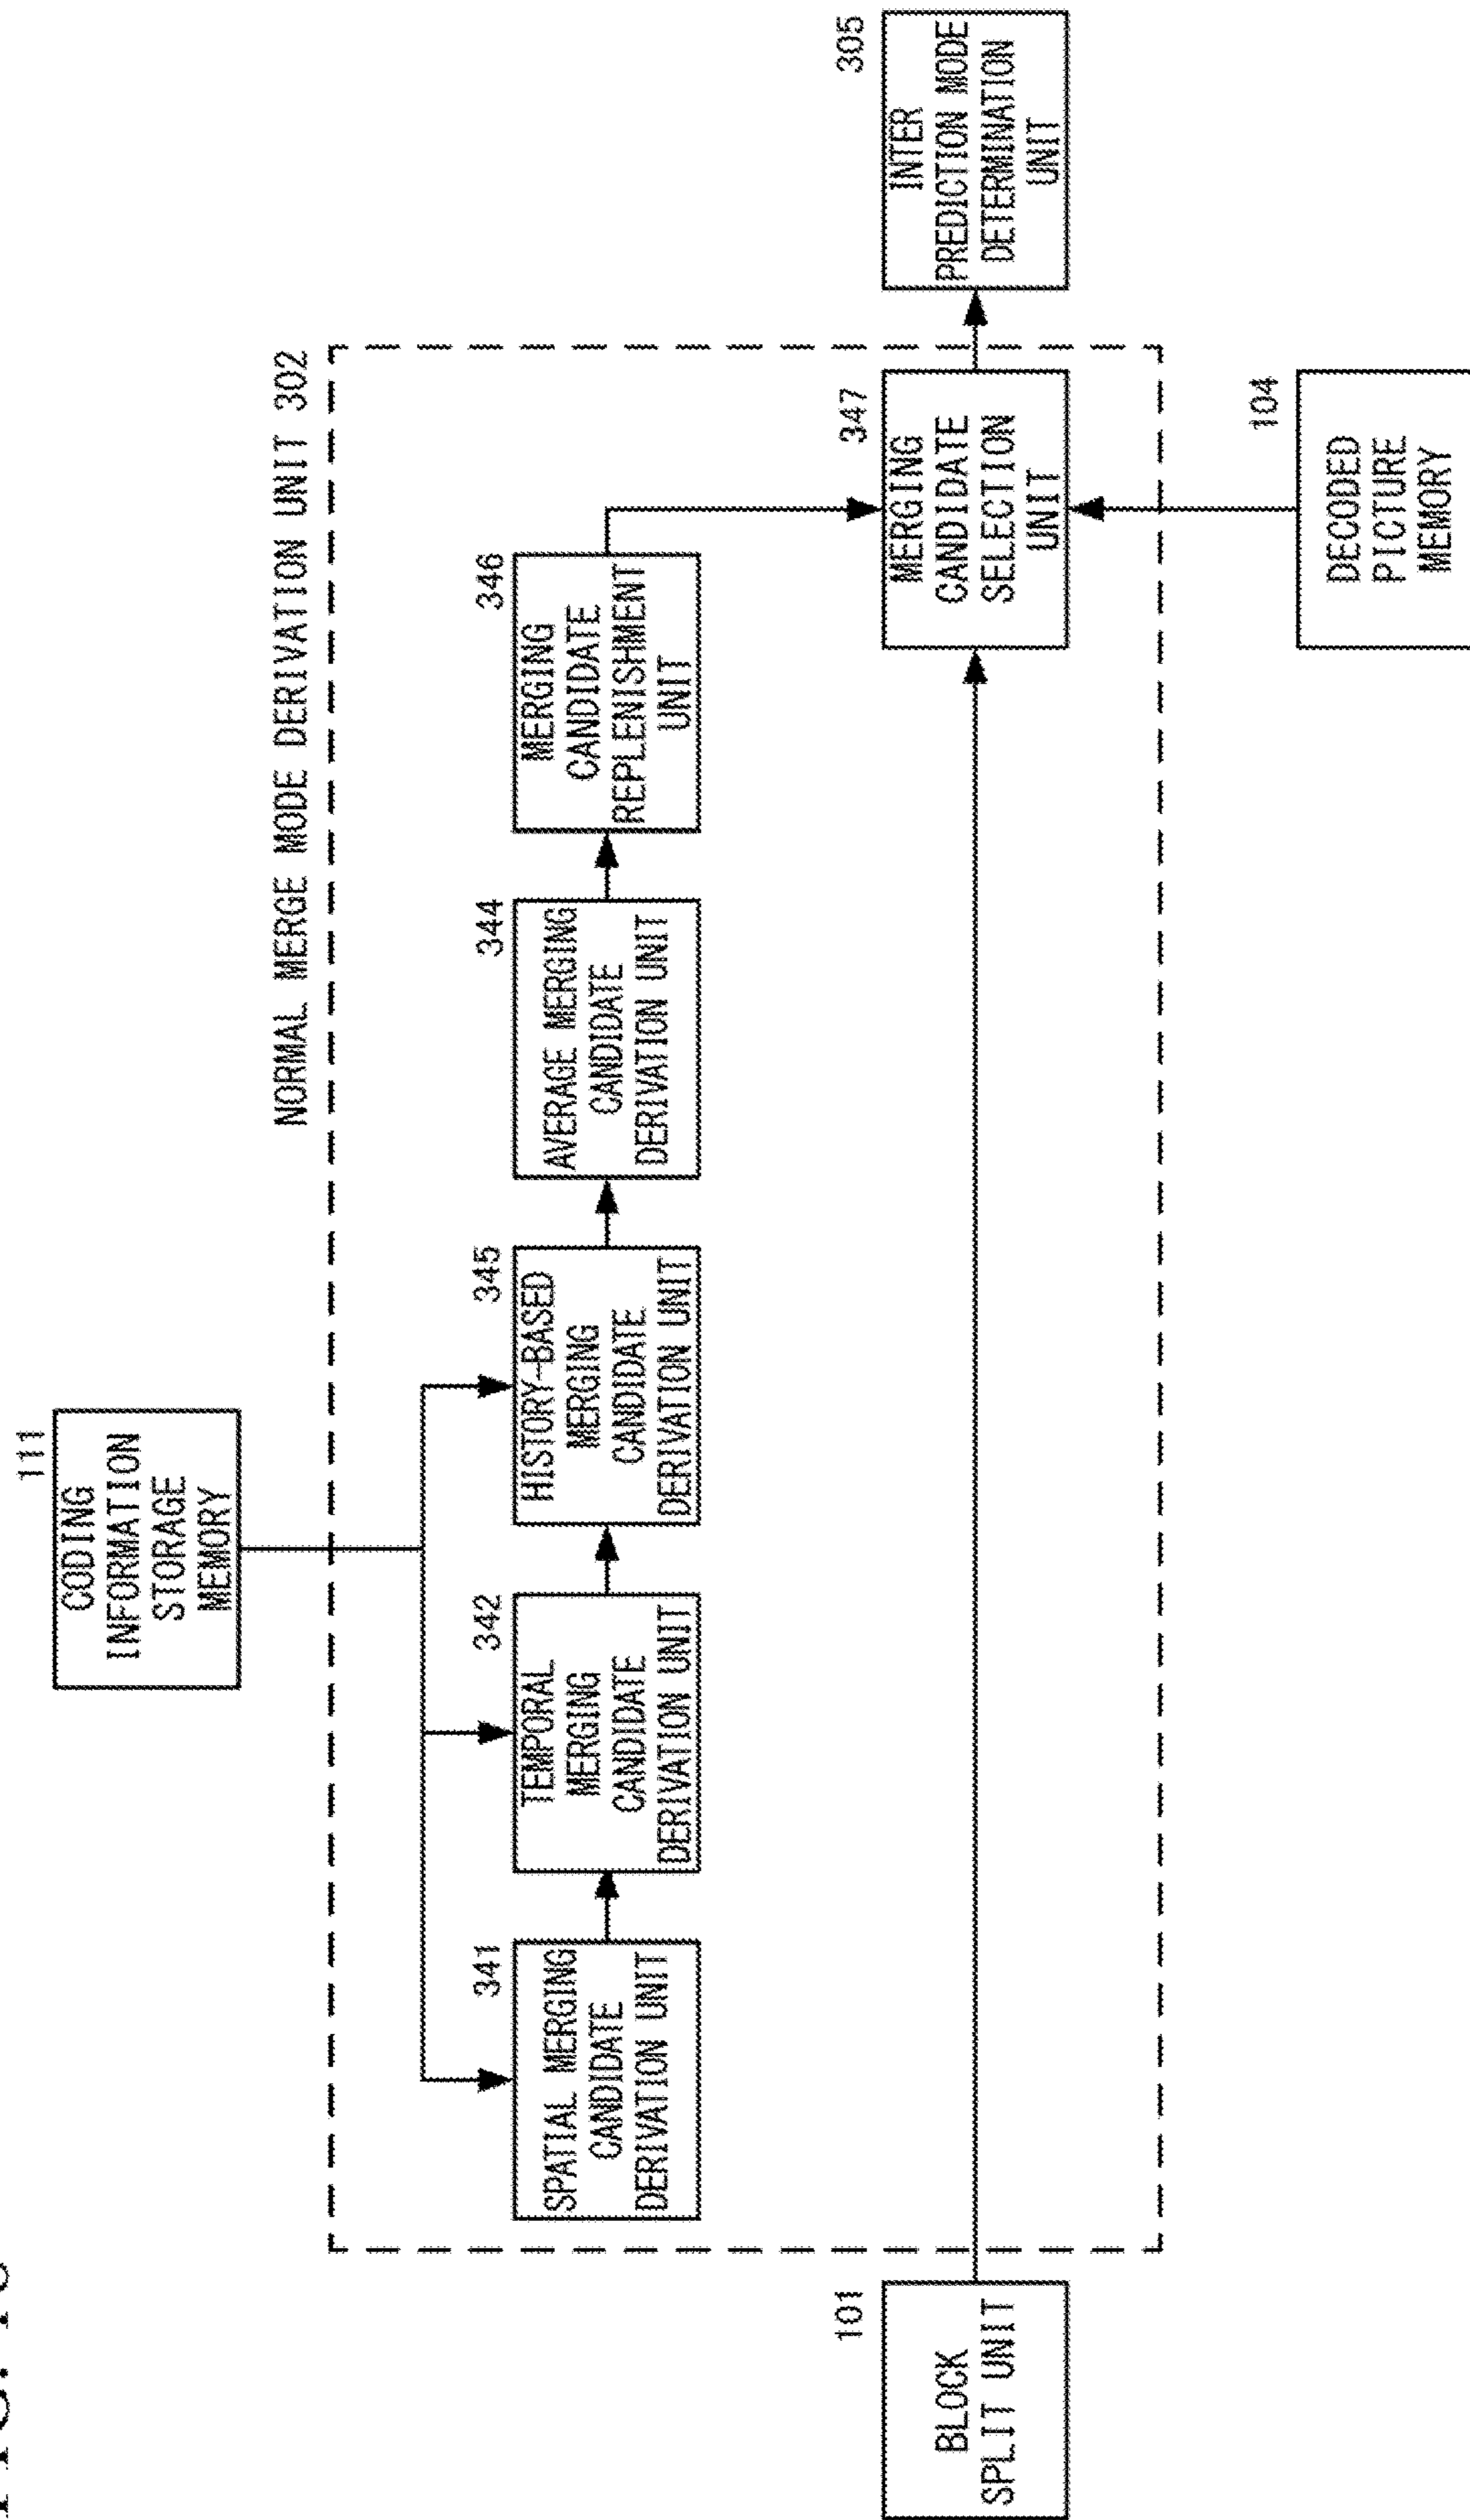 FIG.
111
CODING
INFORMATION
STORAGE
MEMORY
NORMAL MERGE MODE DERIVATION UNIT 302
341
SPATIAL MERGING
CANDIDATE
DERIVATION UNIT
342
TEMPORAL
MERGING
CANDIDATE
DERIVATION UNIT
345
HISTORY-BASED
MERGING
CANDIDATE
DERIVATION UNIT
344
AVERAGE MERGING
CANDIDATE
DERIVATION UNIT
346
MERGING
CANDIDATE
REPLENISHMENT
UNIT
101
BLOCK
SPLIT UNIT
347
MERGING
CANDIDATE
SELECTION
UNIT
305
INTER
PREDICTION MODE
DETERMINATION
UNIT
104
DECODED
PICTURE
MEMORY